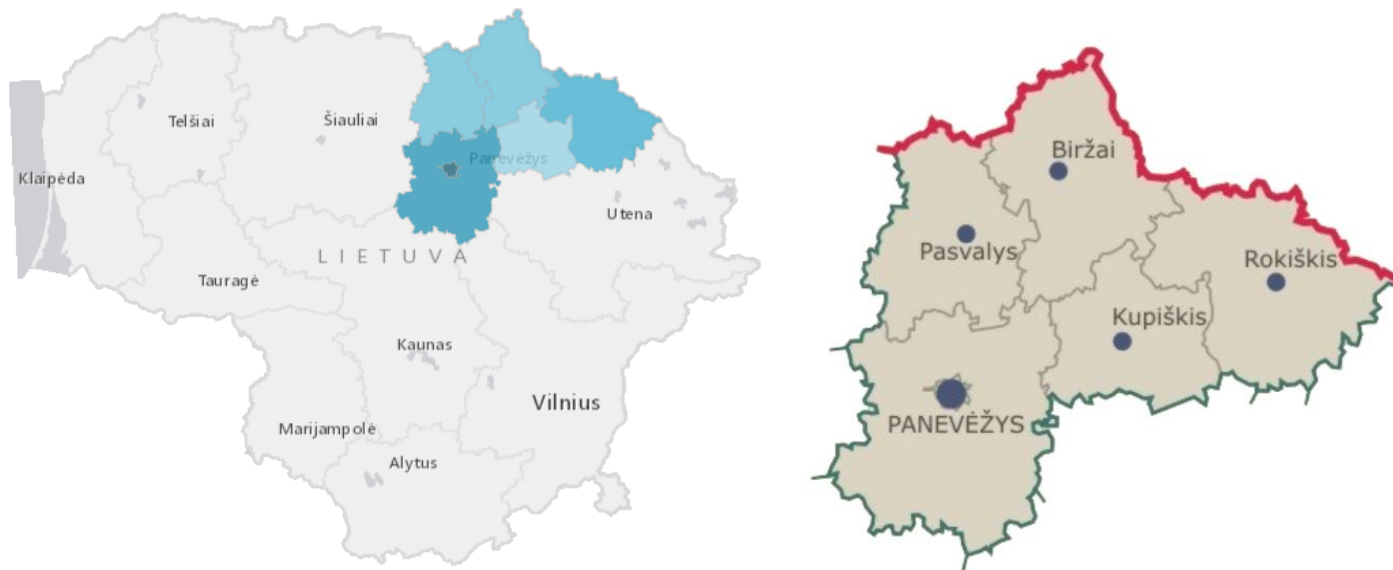 Telšiai
Šiauliai
Panevėžys
Klaipėda
Utena
LIETUVA
Tauragė
Kaunas
Vilnius
Marijampolė
Alytus
Biržai
Pasvalys
Rokiškis
Kupiškis
PANEVĖŽYS